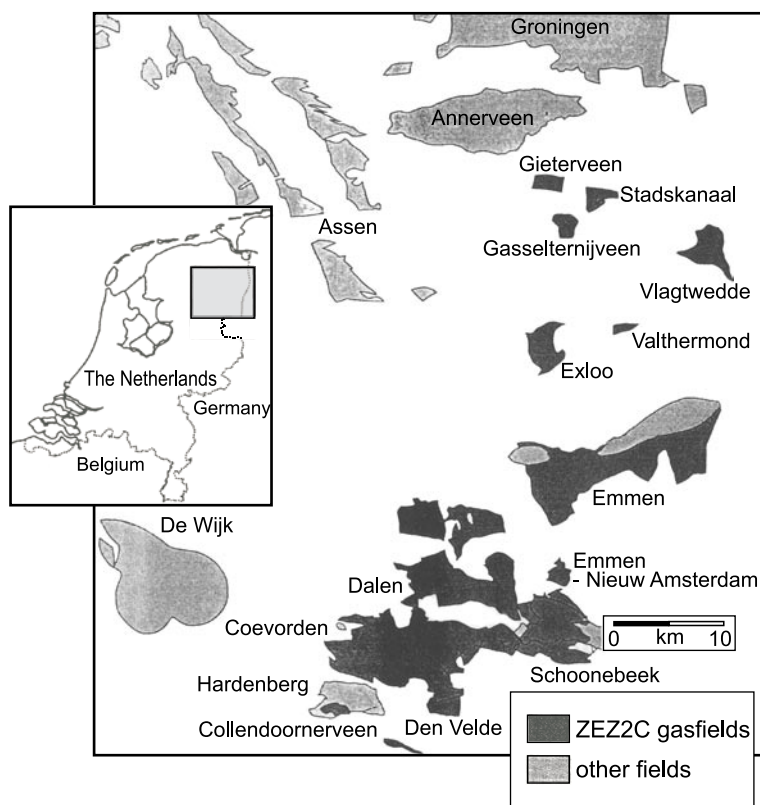 Groningen
Annerveen
Gieterveen
Stadskanaal
Assen
Gasselternijveen
Vlagtwedde
Valthermond
Exloo
The Netherlands
Germany
Belgium
Emmen
De Wijk
Emmen
- Nieuw Amsterdam
Dalen
Coevorden
0 km 10
Schoonebeek
Hardenberg
Collendoornerveen
Den Velde
ZEZ2C gasfields
other fields